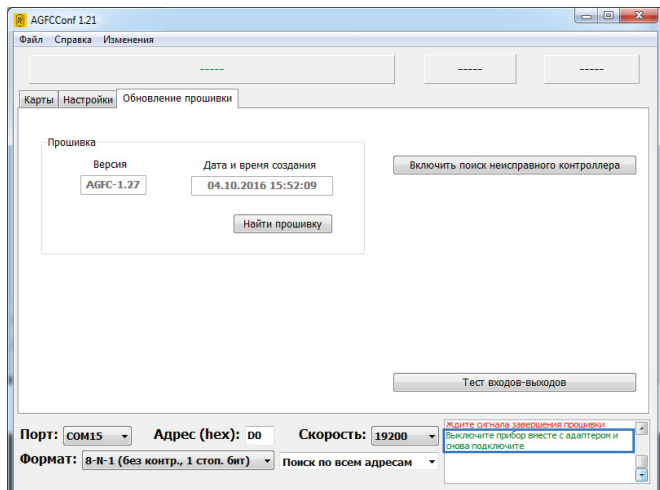 AGFCConf 1.21
Файл Справка Изменения
-----
-----
-----
Карты Настройки Обновление прошивки
Прошивка
Версия
Дата и время создания
AGFC-1.27
04.10.2016 15:52:09
Найти прошивку
Включить поиск неисправного контроллера
Тест входов-выходов
Порт: COM15 Адрес (hex): D0 Скорость: 19200
Формат: 8-N-1 (без контр., 1 стоп. бит) Поиск по всем адресам
Ждите сигнала завершения прошивки
Выключите прибор вместе с адаптером и
снова подключите